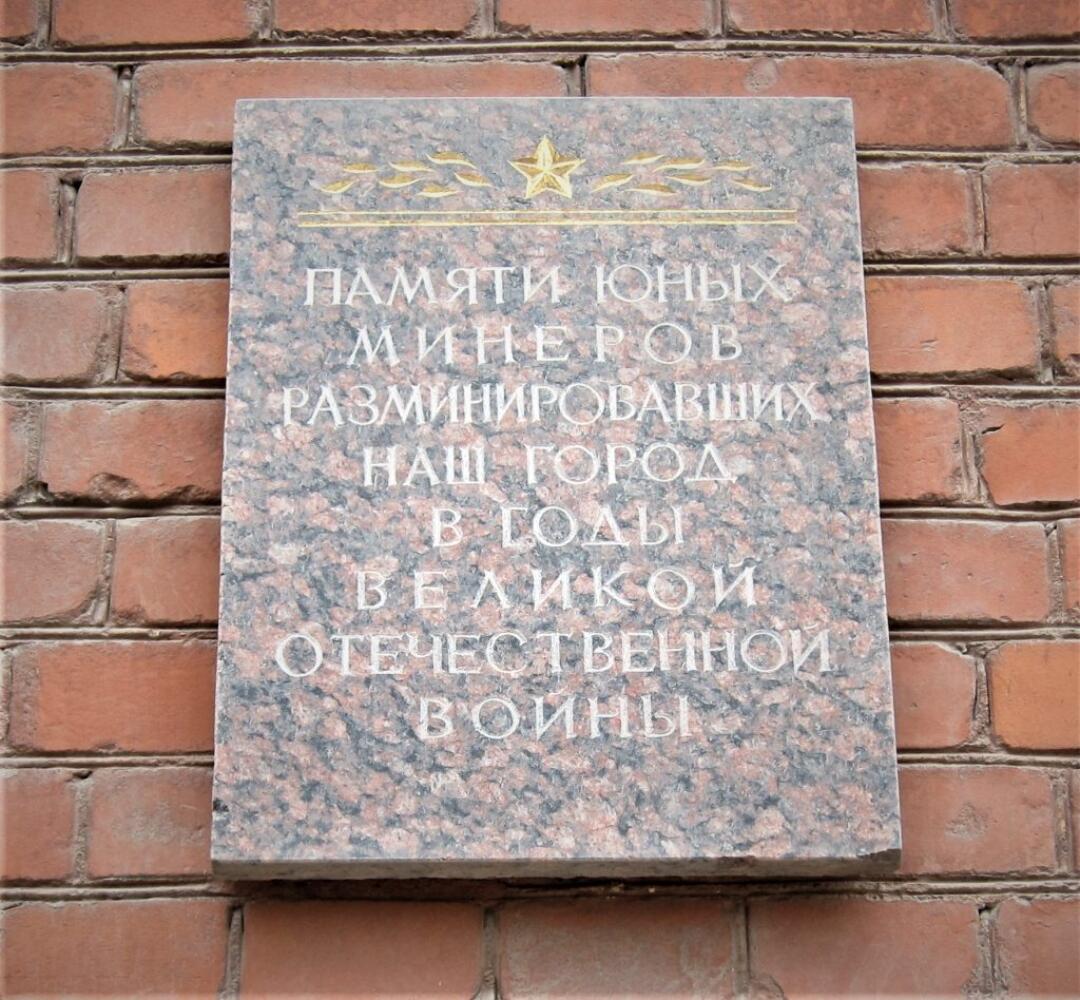 ПАМЯТИ ЮНЫХ
МИНЕРОВ
РАЗМИНИРОВАВШИХ
НАШ ГОРОД
В ГОДЫ
ВЕЛИКОЙ
ОТЕЧЕСТВЕННОЙ
ВОЙНЫ